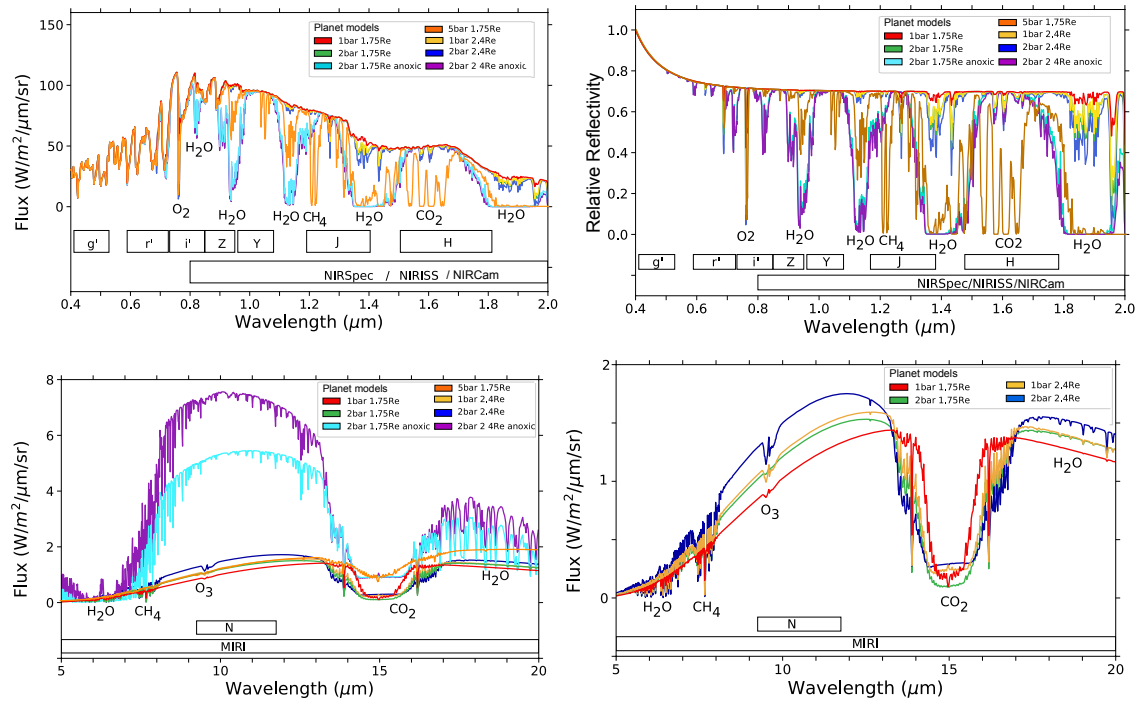 Planet models
1bar 1,75Re
2bar 1,75Re
2bar 1,75Re anoxic
5bar 1,75Re
1bar 2,4Re
2bar 2,4Re
2bar 2 4Re anoxic
150
100
50
0
Flux (W/m²/μm/sr)
O₂
H₂O
H₂O
H₂O
CH₄
H₂O
CO₂
H₂O
g'
r'
i'
Z
Y
J
H
NIRSpec / NIRISS / NIRCam
0.4 0.6 0.8 1.0 1.2 1.4 1.6 1.8 2.0
Wavelength (μm)
Planet models
1bar 1,75Re
2bar 1,75Re
2bar 1,75Re anoxic
5bar 1,75Re
1bar 2,4Re
2bar 2,4Re
2bar 2 4Re anoxic
1.0
0.8
0.6
0.4
0.2
0.0
Relative Reflectivity
O2
H₂O
H₂O
CH₄
H₂O
CO2
H₂O
g'
r'
i'
Z
Y
J
H
NIRSpec/NIRISS/NIRCam
0.4 0.6 0.8 1.0 1.2 1.4 1.6 1.8 2.0
Wavelength (μm)
Planet models
1bar 1,75Re
2bar 1,75Re
2bar 1,75Re anoxic
5bar 1,75Re
1bar 2,4Re
2bar 2,4Re
2bar 2 4Re anoxic
8
6
4
2
0
Flux (W/m²/μm/sr)
H₂O
CH₄
O₃
CO₂
H₂O
N
MIRI
5 10 15 20
Wavelength (μm)
Planet models
1bar 1,75Re
2bar 1,75Re
1bar 2,4Re
2bar 2,4Re
2
1
0
Flux (W/m²/μm/sr)
H₂O
CH₄
O₃
CO₂
H₂O
N
MIRI
5 10 15 20
Wavelength (μm)